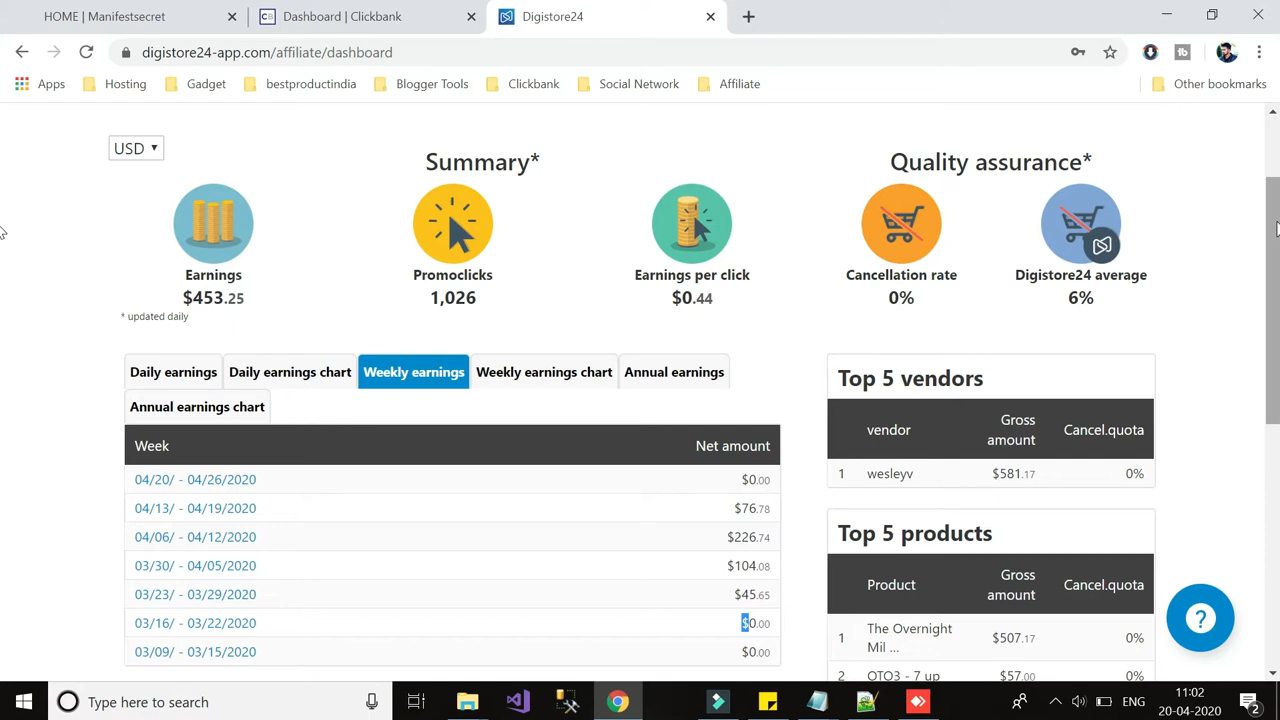 HOME | Manifestsecret
Dashboard | Clickbank
Digistore24
digistore24-app.com/affiliate/dashboard
Apps
Hosting
Gadget
bestproductindia
Blogger Tools
Clickbank
Social Network
Affiliate
Other bookmarks
USD
Summary*
Quality assurance*
Earnings
$453.25
Promoclicks
1,026
Earnings per click
$0.44
Cancellation rate
0%
Digistore24 average
6%
* updated daily
Daily earnings
Daily earnings chart
Weekly earnings
Weekly earnings chart
Annual earnings
Annual earnings chart
Week Net amount
04/20/ - 04/26/2020 $0.00
04/13/ - 04/19/2020 $76.78
04/06/ - 04/12/2020 $226.74
03/30/ - 04/05/2020 $104.08
03/23/ - 03/29/2020 $45.65
03/16/ - 03/22/2020 $0.00
03/09/ - 03/15/2020 $0.00
Top 5 vendors
vendor Gross amount Cancel.quota
1 wesleyv $581.17 0%
Top 5 products
Product Gross amount Cancel.quota
1 The Overnight Mil ... $507.17 0%
2 OTO3 - 7 up $57.00 0%
?
Type here to search
ENG
11:02
20-04-2020
2
CB
tb